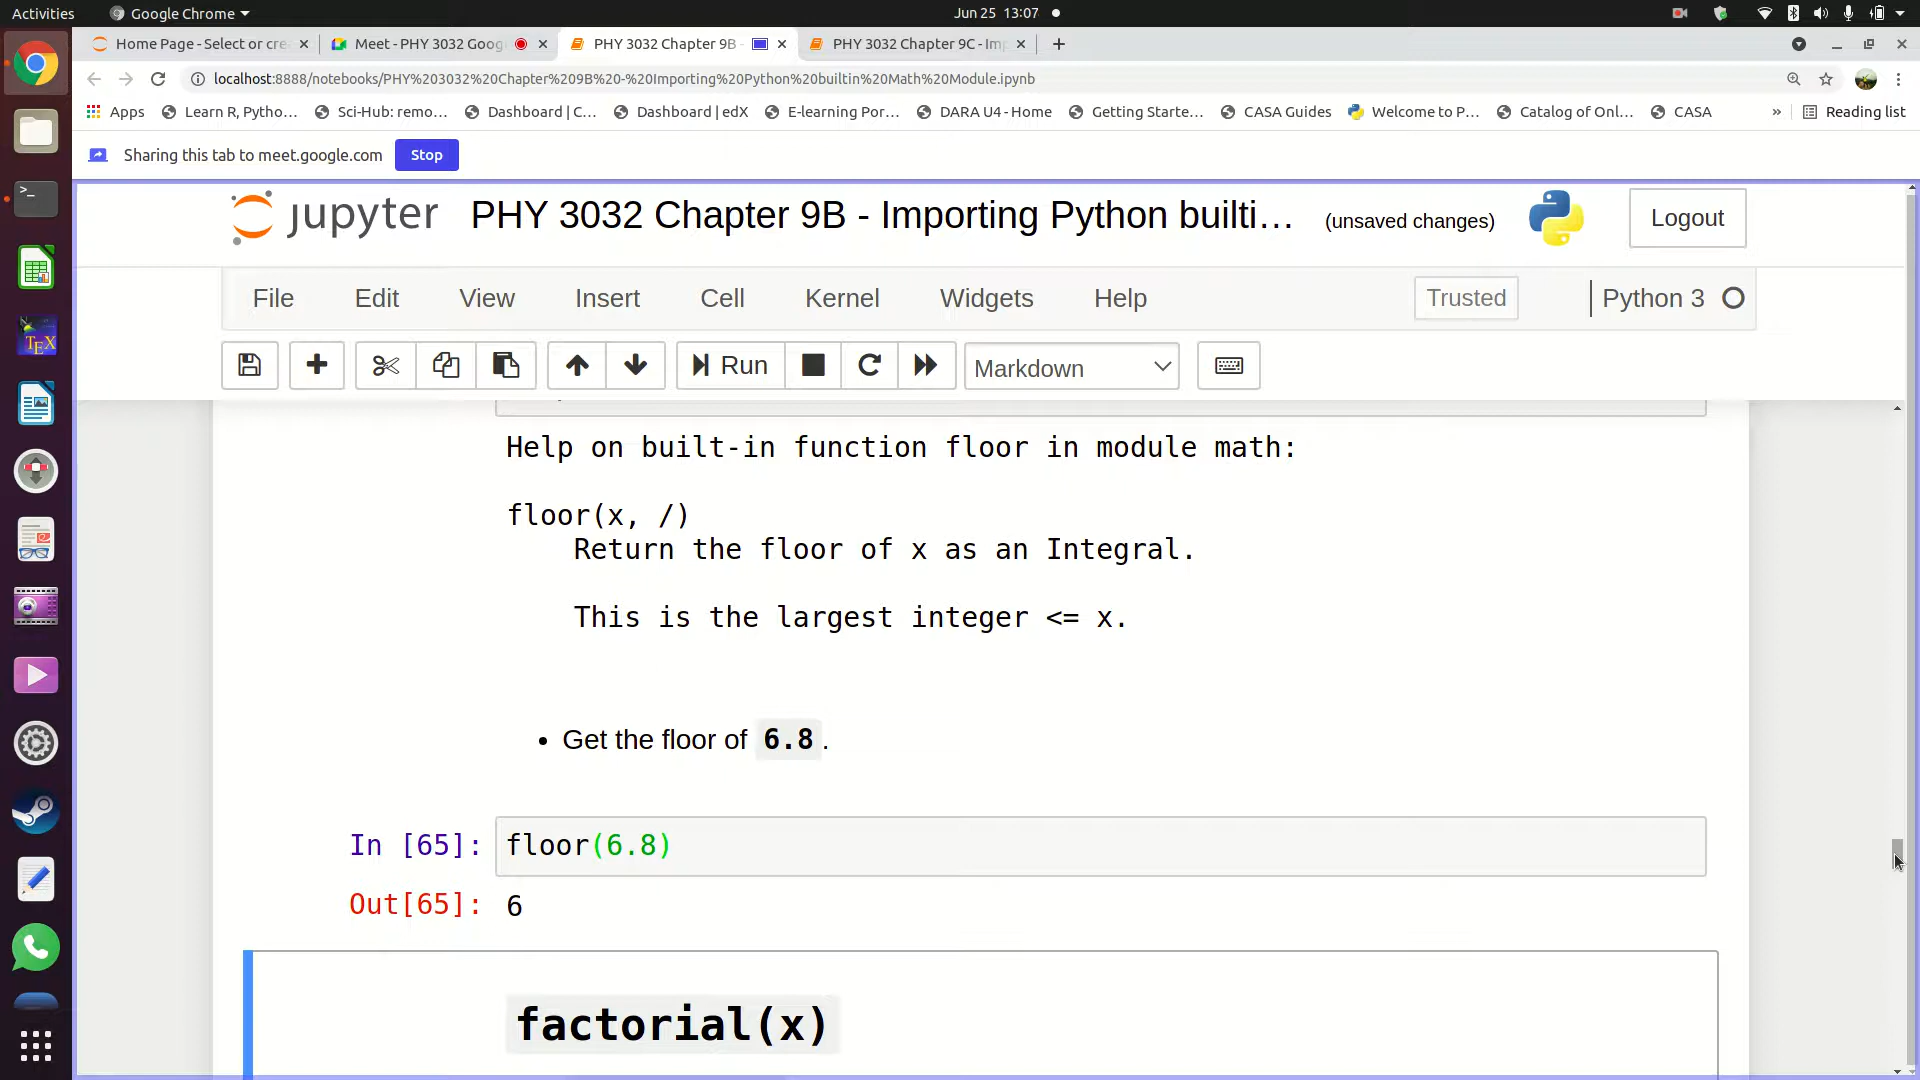 Activities
Google Chrome
Jun 25 13:07
Home Page - Select or cre
Meet - PHY 3032 Goog
PHY 3032 Chapter 9B -
PHY 3032 Chapter 9C - Im
localhost:8888/notebooks/PHY%203032%20Chapter%209B%20-%20Importing%20Python%20builtin%20Math%20Module.ipynb
Apps
Learn R, Pytho…
Sci-Hub: remo…
Dashboard | C…
Dashboard | edX
E-learning Por…
DARA U4 - Home
Getting Starte…
CASA Guides
Welcome to P…
Catalog of Onl…
CASA
»
Reading list
Sharing this tab to meet.google.com
Stop
jupyter
PHY 3032 Chapter 9B - Importing Python builti…
(unsaved changes)
Logout
File
Edit
View
Insert
Cell
Kernel
Widgets
Help
Trusted
Python 3
Run
Markdown
Help on built-in function floor in module math:
floor(x, /)
Return the floor of x as an Integral.
This is the largest integer <= x.
• Get the floor of 6.8.
In [65]: floor(6.8)
Out[65]: 6
factorial(x)
TEX